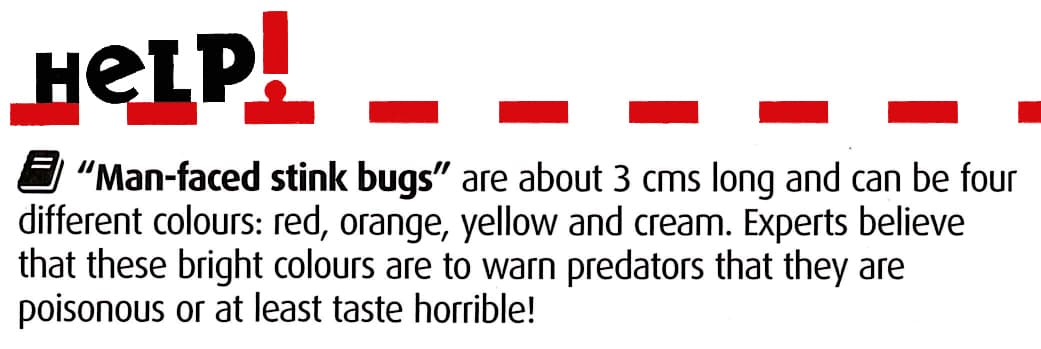 HeLP!
"Man-faced stink bugs" are about 3 cms long and can be four
different colours: red, orange, yellow and cream. Experts believe
that these bright colours are to warn predators that they are
poisonous or at least taste horrible!